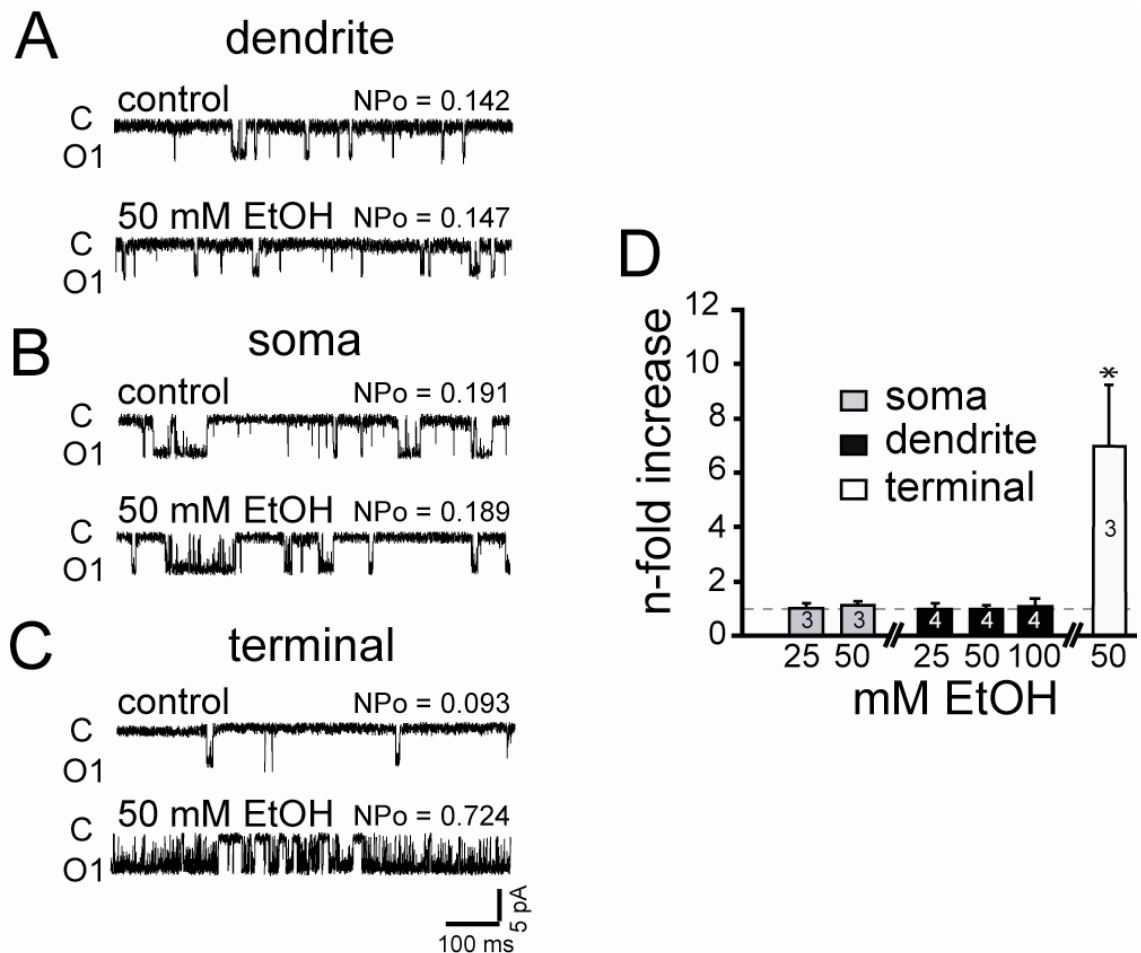 A
dendrite
control NPo = 0.142
C
O1
50 mM EtOH NPo = 0.147
C
O1
B
soma
control NPo = 0.191
C
O1
50 mM EtOH NPo = 0.189
C
O1
C
terminal
control NPo = 0.093
C
O1
50 mM EtOH NPo = 0.724
C
O1
5 pA
100 ms
D
n-fold increase
12
10
8
6
4
2
0
soma
dendrite
terminal
*
3 3 4 4 4 3
25 50 25 50 100 50
mM EtOH